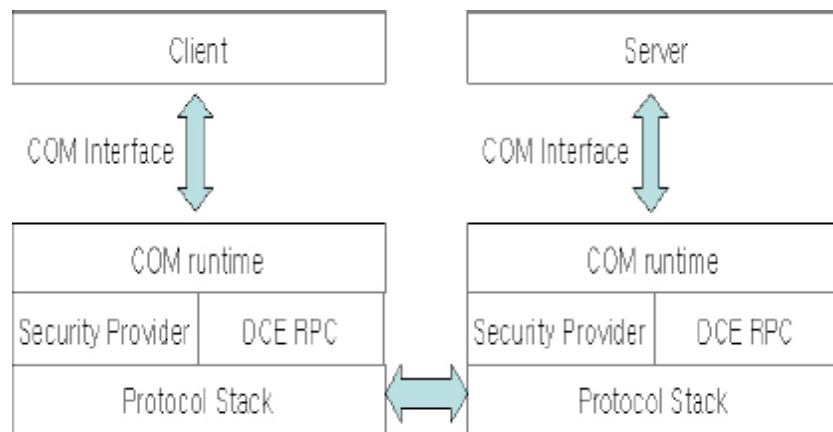 Client
Server
COM Interface
COM Interface
COM runtime
COM runtime
Security Provider
DCE RPC
Security Provider
DCE RPC
Protocol Stack
Protocol Stack